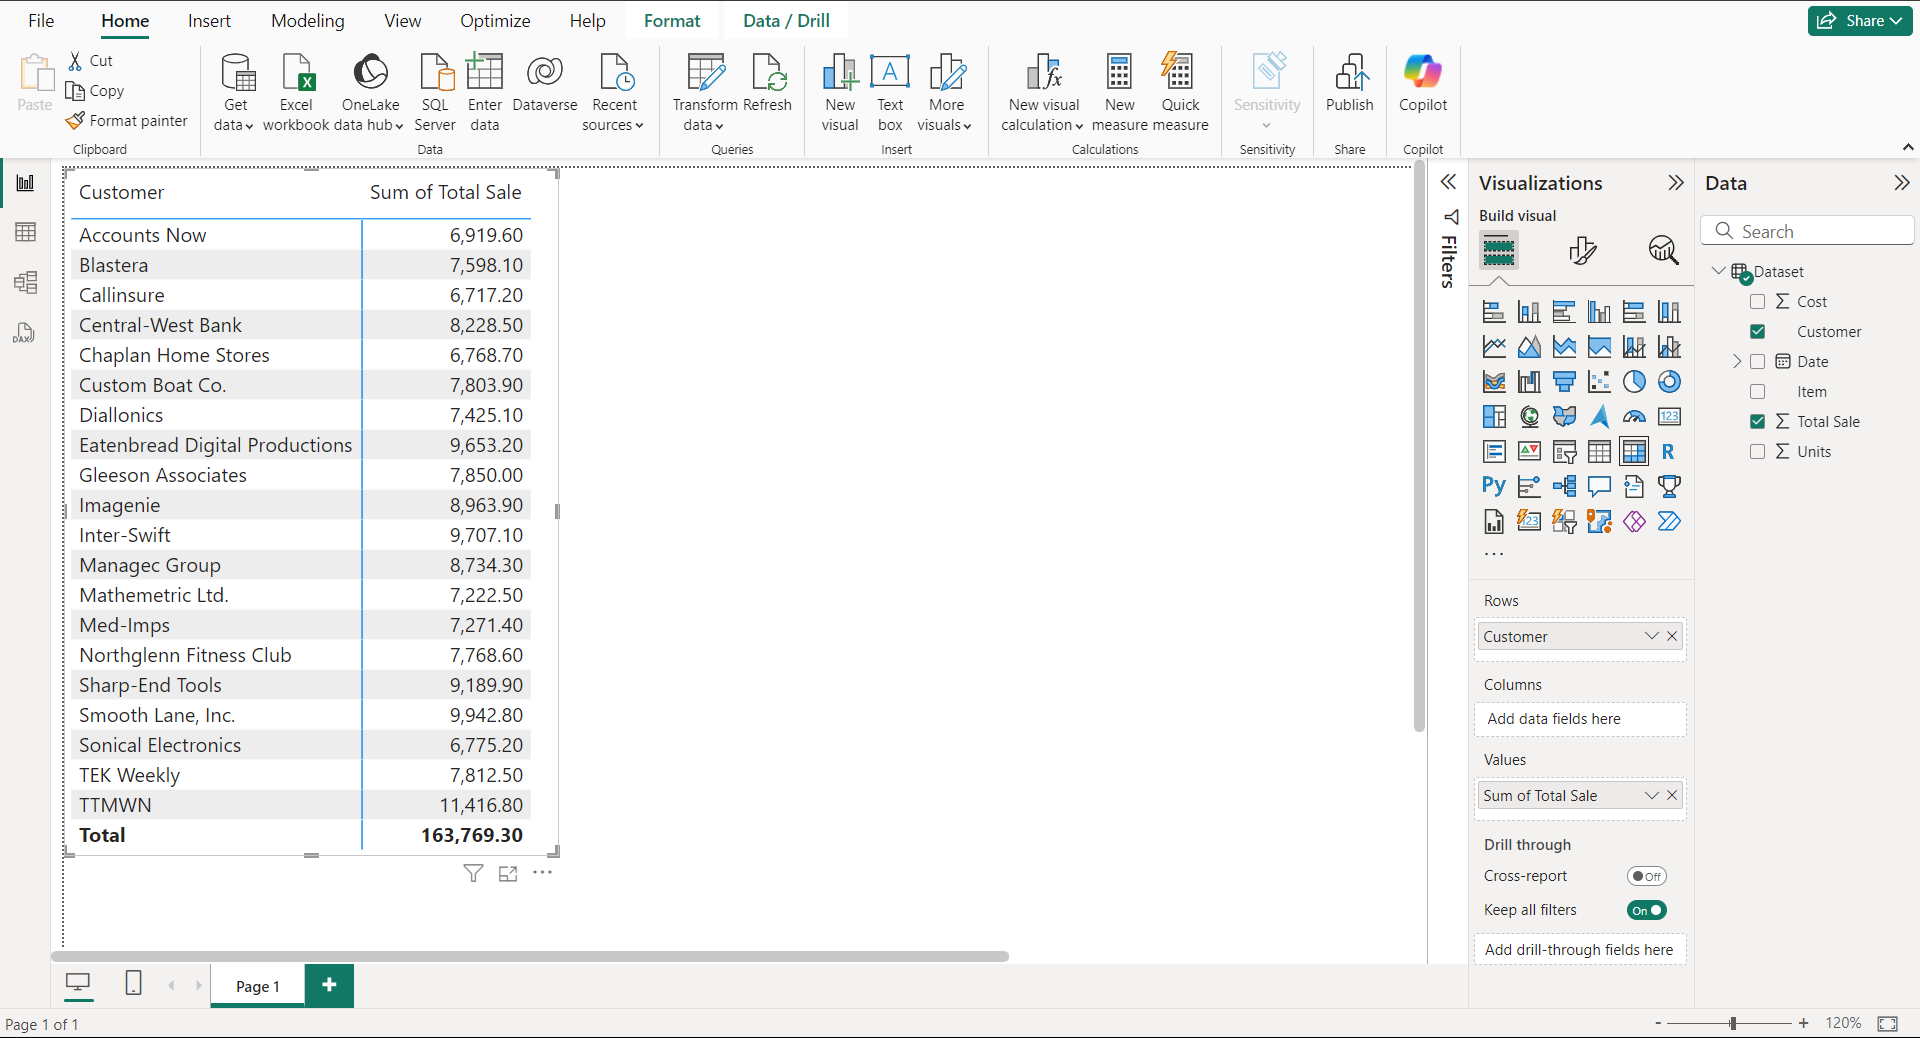 File Home Insert Modeling View Optimize Help Format Data / Drill Share
Paste
Cut
Copy
Format painter
Clipboard
Get data
Excel workbook
OneLake data hub
SQL Server
Enter data
Dataverse
Recent sources
Data
Transform data
Refresh
Queries
New visual
Text box
More visuals
Insert
New visual calculation
New measure
Quick measure
Calculations
Sensitivity
Sensitivity
Publish
Share
Copilot
Copilot
DAX
Customer Sum of Total Sale
Accounts Now 6,919.60
Blastera 7,598.10
Callinsure 6,717.20
Central-West Bank 8,228.50
Chaplan Home Stores 6,768.70
Custom Boat Co. 7,803.90
Diallonics 7,425.10
Eatenbread Digital Productions 9,653.20
Gleeson Associates 7,850.00
Imagenie 8,963.90
Inter-Swift 9,707.10
Managec Group 8,734.30
Mathemetric Ltd. 7,222.50
Med-Imps 7,271.40
Northglenn Fitness Club 7,768.60
Sharp-End Tools 9,189.90
Smooth Lane, Inc. 9,942.80
Sonical Electronics 6,775.20
TEK Weekly 7,812.50
TTMWN 11,416.80
Total 163,769.30
Filters
Visualizations
Build visual
123
R
Py
123
Rows
Customer
Columns
Add data fields here
Values
Sum of Total Sale
Drill through
Cross-report Off
Keep all filters On
Add drill-through fields here
Data
Search
Dataset
Cost
Customer
Date
Item
Total Sale
Units
Page 1
Page 1 of 1
- + 120%